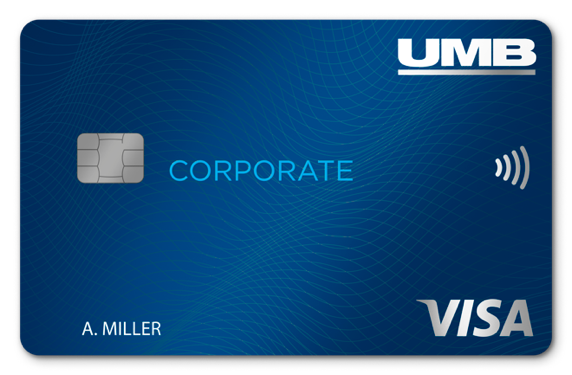 UMB
CORPORATE
A. MILLER
VISA